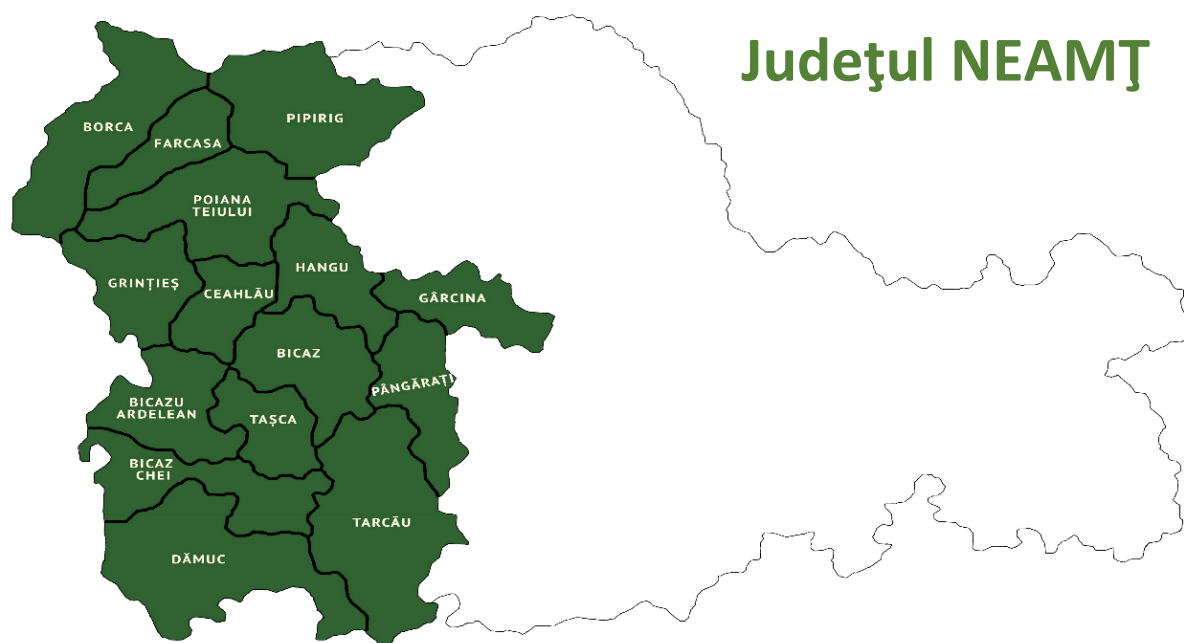 Judeţul NEAMŢ
BORCA
FARCASA
PIPIRIG
POIANA
TEIULUI
GRINȚIEȘ
CEAHLĂU
HANGU
GÂRCINA
BICAZ
PÂNGĂRAȚI
BICAZU
ARDELEAN
TAȘCA
BICAZ
CHEI
TARCĂU
DĂMUC